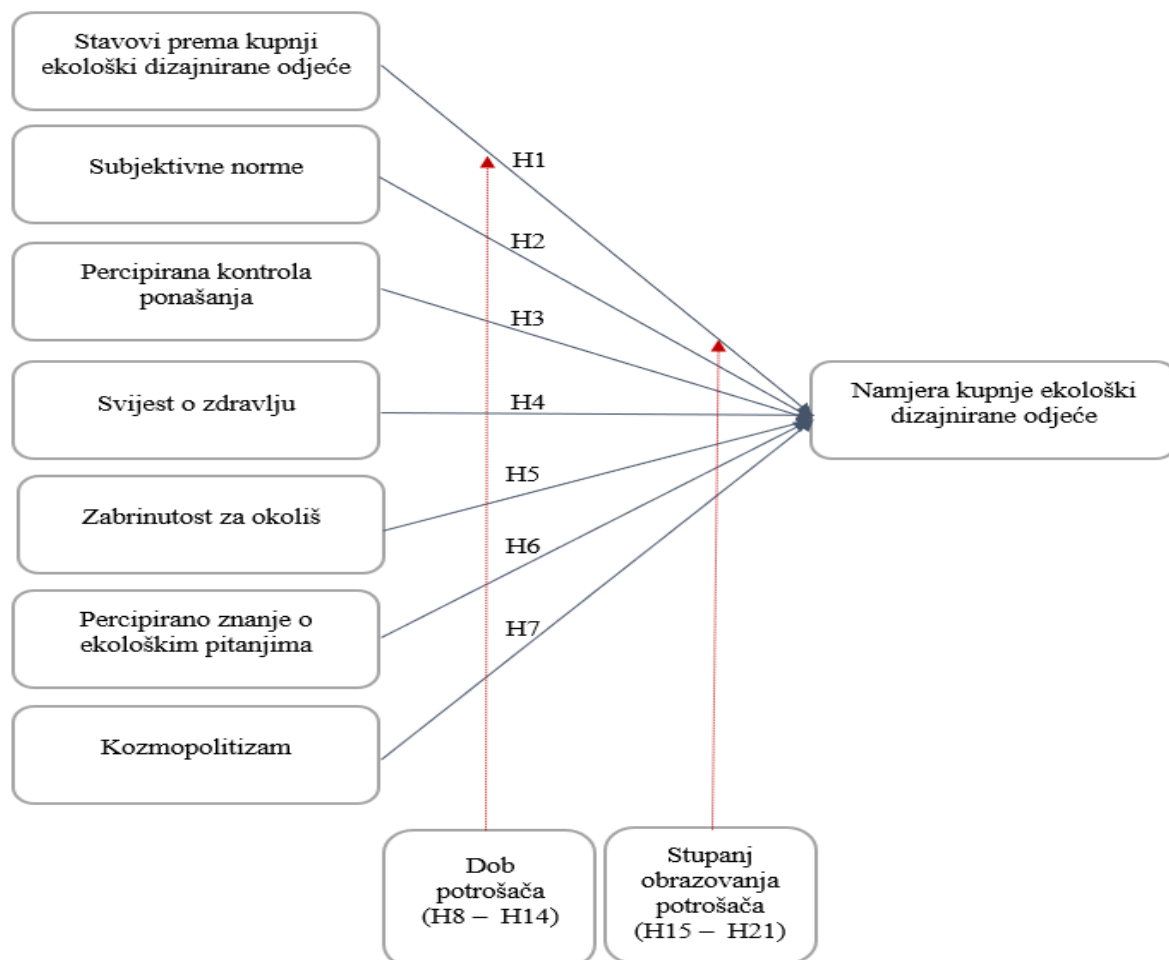 Stavovi prema kupnji
ekološki dizajnirane odjeće
Subjektivne norme
Percipirana kontrola
ponašanja
Svijest o zdravlju
Zabrinutost za okoliš
Percipirano znanje o
ekološkim pitanjima
Kozmopolitizam
H1
H2
H3
H4
H5
H6
H7
Namjera kupnje ekološki
dizajnirane odjeće
Dob
potrošača
(H8 – H14)
Stupanj
obrazovanja
potrošača
(H15 – H21)